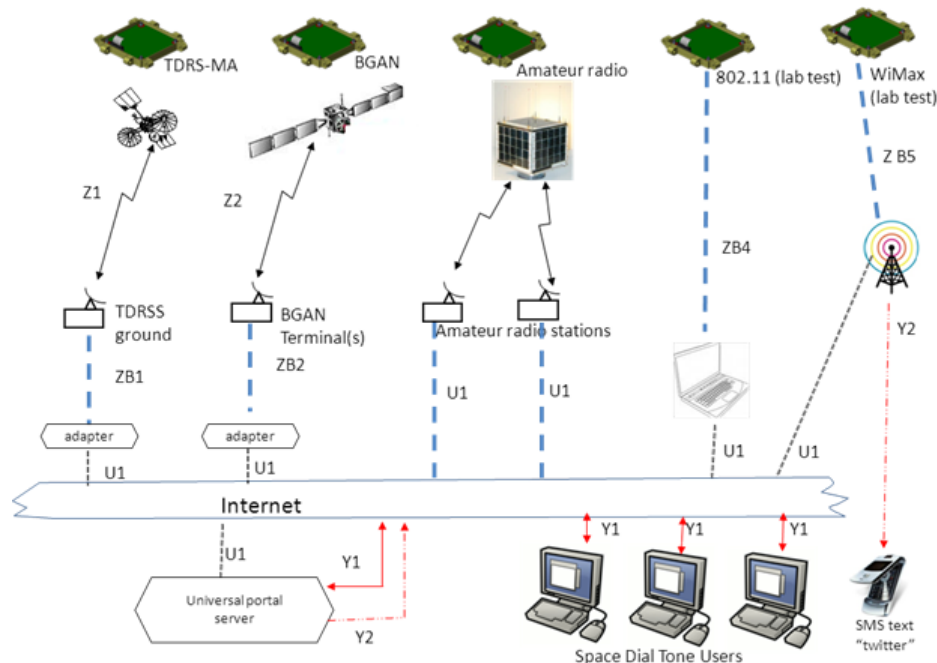 TDRS-MA
BGAN
Amateur radio
802.11 (lab test)
WiMax
(lab test)
Z1
Z2
Z B5
ZB4
TDRSS
ground
BGAN
Terminal(s)
Amateur radio stations
Y2
ZB1
ZB2
U1
U1
adapter
adapter
U1
U1
U1
U1
Internet
U1
Y1
Y1
Y1
Y1
Universal portal
server
Y2
SMS text
“twitter”
Space Dial Tone Users